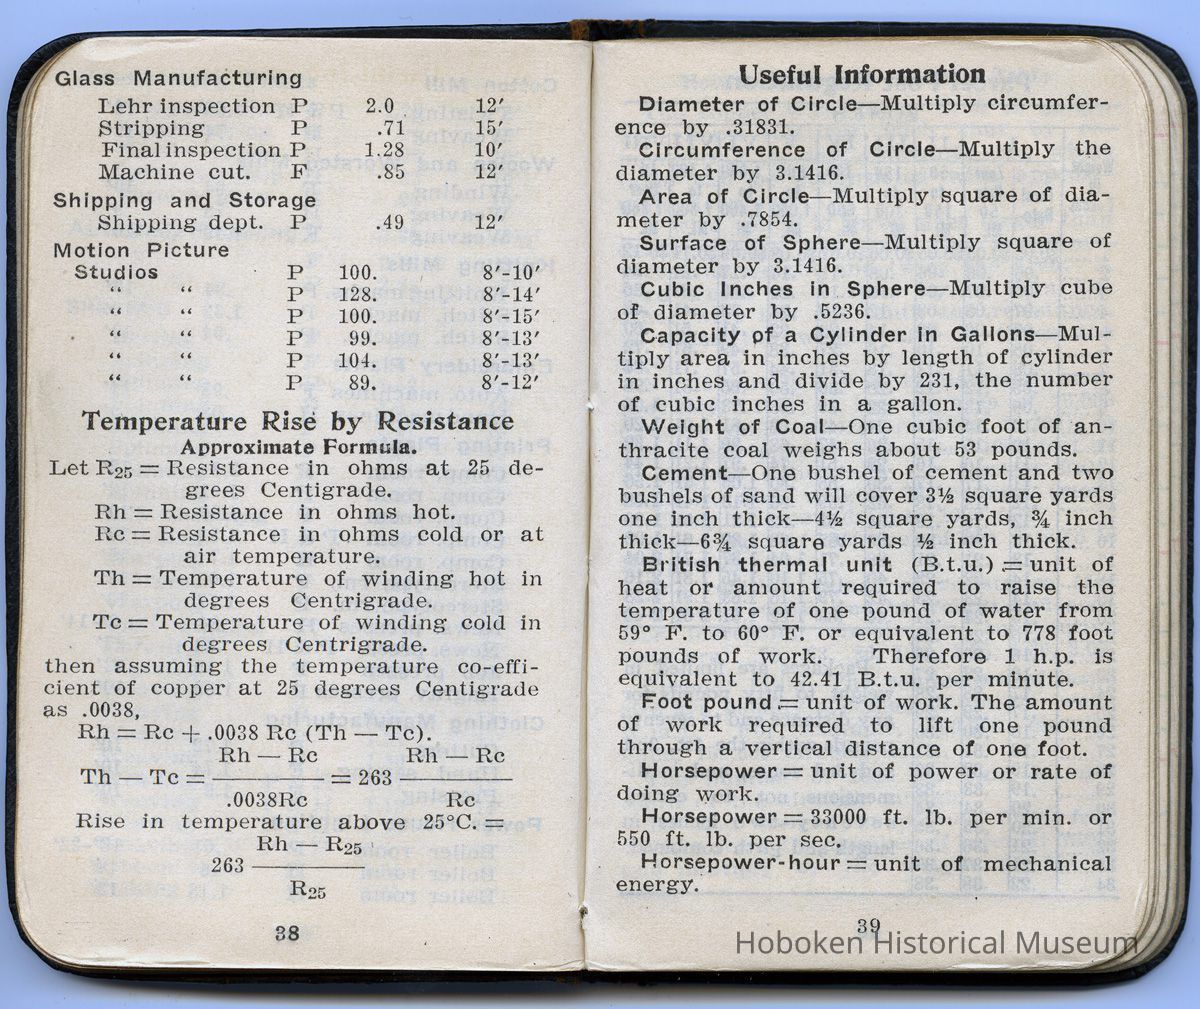 Glass Manufacturing
Lehr inspection P 2.0 12′
Stripping P .71 15′
Final inspection P 1.28 10′
Machine cut. F .85 12′
Shipping and Storage
Shipping dept. P .49 12′
Motion Picture
Studios P 100. 8′-10′
“ “ P 128. 8′-14′
“ “ P 100. 8′-15′
“ “ P 99. 8′-13′
“ “ P 104. 8′-13′
“ “ P 89. 8′-12′
Temperature Rise by Resistance
Approximate Formula.
Let R25 = Resistance in ohms at 25 de-
grees Centigrade.
Rh = Resistance in ohms hot.
Rc = Resistance in ohms cold or at
air temperature.
Th = Temperature of winding hot in
degrees Centrigrade.
Tc = Temperature of winding cold in
degrees Centrigrade.
then assuming the temperature co-effi-
cient of copper at 25 degrees Centigrade
as .0038,
Rh = Rc + .0038 Rc (Th — Tc).
Rh — Rc Rh — Rc
Th — Tc = ——— = 263 ———
.0038Rc Rc
Rise in temperature above 25°C. =
Rh — R25
263 ———
R25
38
Useful Information
Diameter of Circle—Multiply circumfer-
ence by .31831.
Circumference of Circle—Multiply the
diameter by 3.1416.
Area of Circle—Multiply square of dia-
meter by .7854.
Surface of Sphere—Multiply square of
diameter by 3.1416.
Cubic Inches in Sphere—Multiply cube
of diameter by .5236.
Capacity of a Cylinder in Gallons—Mul-
tiply area in inches by length of cylinder
in inches and divide by 231, the number
of cubic inches in a gallon.
Weight of Coal—One cubic foot of an-
thracite coal weighs about 53 pounds.
Cement—One bushel of cement and two
bushels of sand will cover 3½ square yards
one inch thick—4½ square yards, ¾ inch
thick—6¾ square yards ½ inch thick.
British thermal unit (B.t.u.) = unit of
heat or amount required to raise the
temperature of one pound of water from
59° F. to 60° F. or equivalent to 778 foot
pounds of work. Therefore 1 h.p. is
equivalent to 42.41 B.t.u. per minute.
Foot pound = unit of work. The amount
of work required to lift one pound
through a vertical distance of one foot.
Horsepower = unit of power or rate of
doing work.
Horsepower = 33000 ft. lb. per min. or
550 ft. lb. per sec.
Horsepower-hour = unit of mechanical
energy.
39
Hoboken Historical Museum